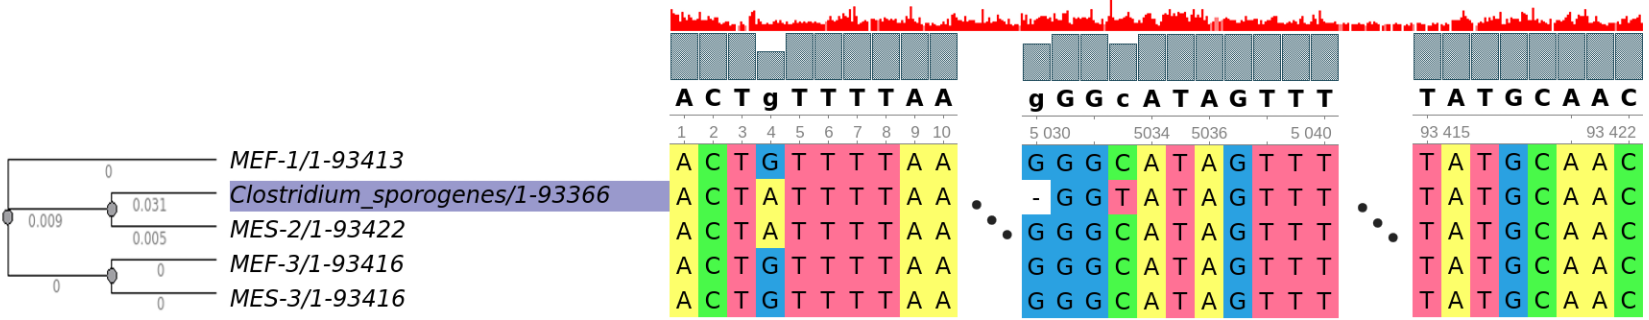 A C T g T T T T A A g G G c A T A G T T T T A T G C A A C
1 2 3 4 5 6 7 8 9 10 5 030 5034 5036 5 040 93 415 93 422
MEF-1/1-93413 A C T G T T T T A A G G G C A T A G T T T T A T G C A A C
0
Clostridium_sporogenes/1-93366 A C T A T T T T A A - G G T A T A G T T T T A T G C A A C
0.031
0.009
MES-2/1-93422 A C T A T T T T A A G G G C A T A G T T T T A T G C A A C
0.005
MEF-3/1-93416 A C T G T T T T A A G G G C A T A G T T T T A T G C A A C
0
0
MES-3/1-93416 A C T G T T T T A A G G G C A T A G T T T T A T G C A A C
0